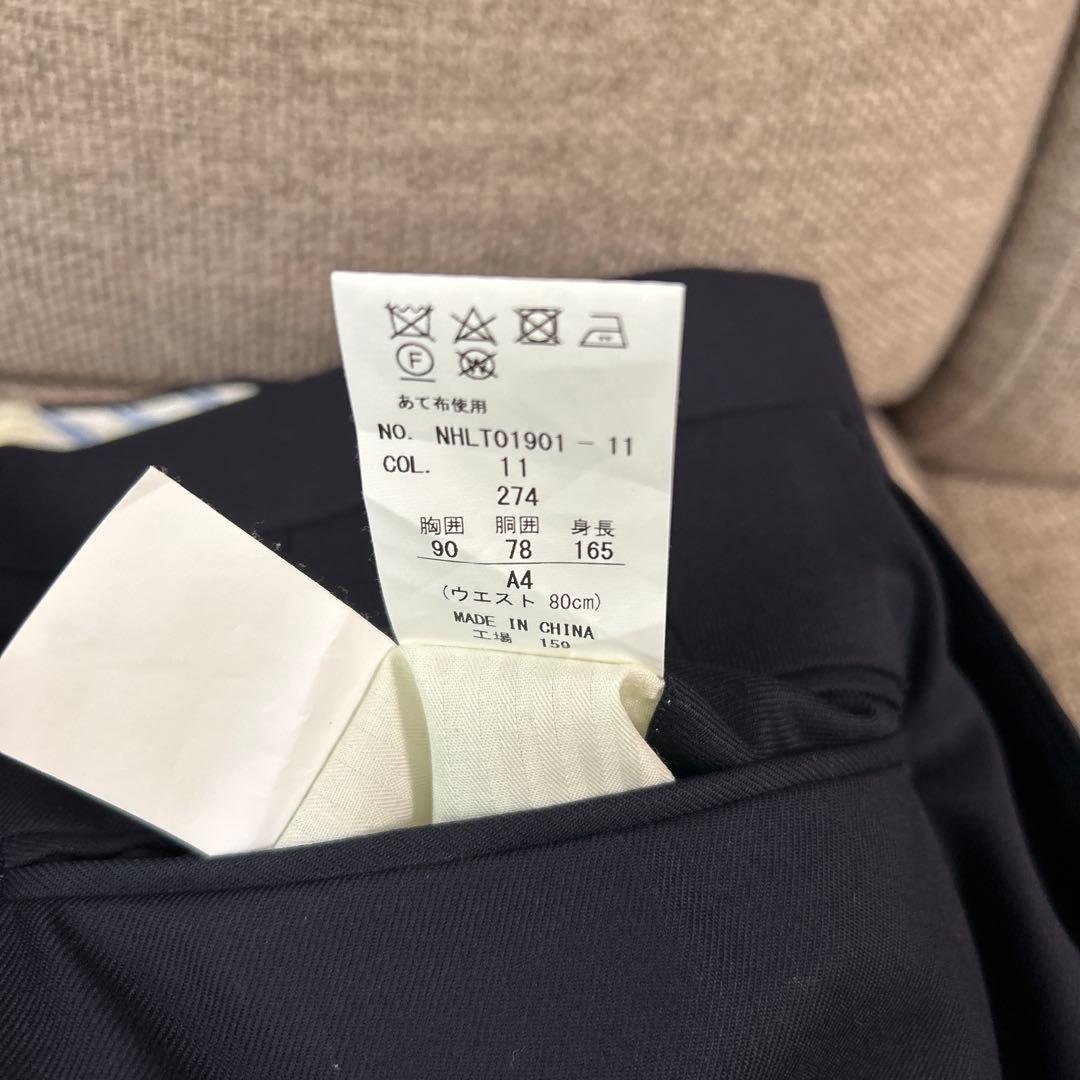 F W
あて布使用
NO. NHLT01901-11
COL. 11
274
胸囲 胴囲 身長
90 78 165
A4
(ウエスト 80cm)
MADE IN CHINA
工場 159